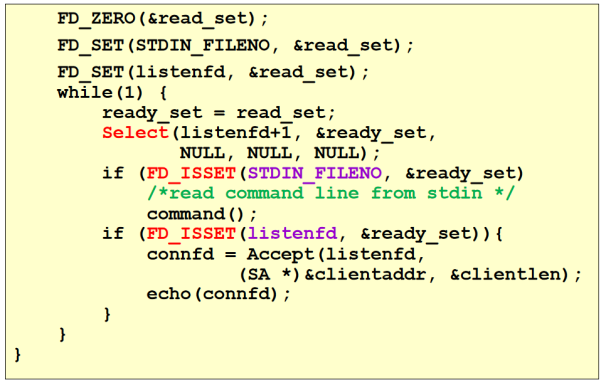 FD_ZERO(&read_set);
FD_SET(STDIN_FILENO, &read_set);
FD_SET(listenfd, &read_set);
while(1) {
ready_set = read_set;
Select(listenfd+1, &ready_set,
NULL, NULL, NULL);
if (FD_ISSET(STDIN_FILENO, &ready_set)
/*read command line from stdin */
command();
if (FD_ISSET(listenfd, &ready_set)){
connfd = Accept(listenfd,
(SA *)&clientaddr, &clientlen);
echo(connfd);
}
}
}